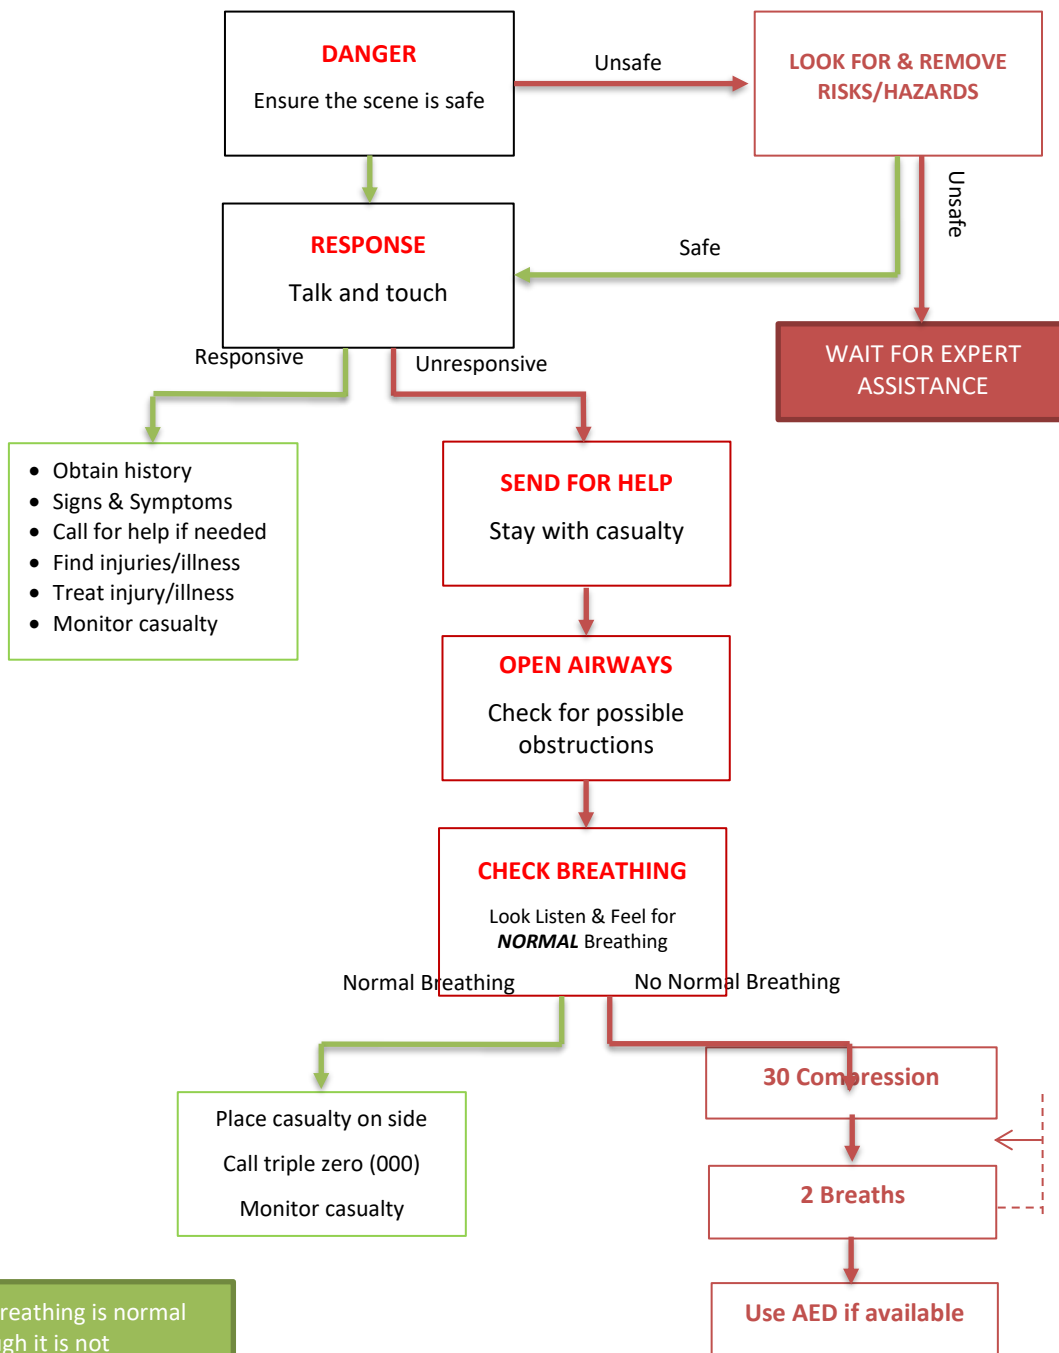 DANGER
Ensure the scene is safe
Unsafe
LOOK FOR & REMOVE
RISKS/HAZARDS
Unsafe
RESPONSE
Talk and touch
Safe
WAIT FOR EXPERT
ASSISTANCE
Responsive
Unresponsive
• Obtain history
• Signs & Symptoms
• Call for help if needed
• Find injuries/illness
• Treat injury/illness
• Monitor casualty
SEND FOR HELP
Stay with casualty
OPEN AIRWAYS
Check for possible
obstructions
CHECK BREATHING
Look Listen & Feel for
NORMAL Breathing
Normal Breathing
No Normal Breathing
30 Compression
Place casualty on side
Call triple zero (000)
Monitor casualty
2 Breaths
Use AED if available
reathing is normal
gh it is not